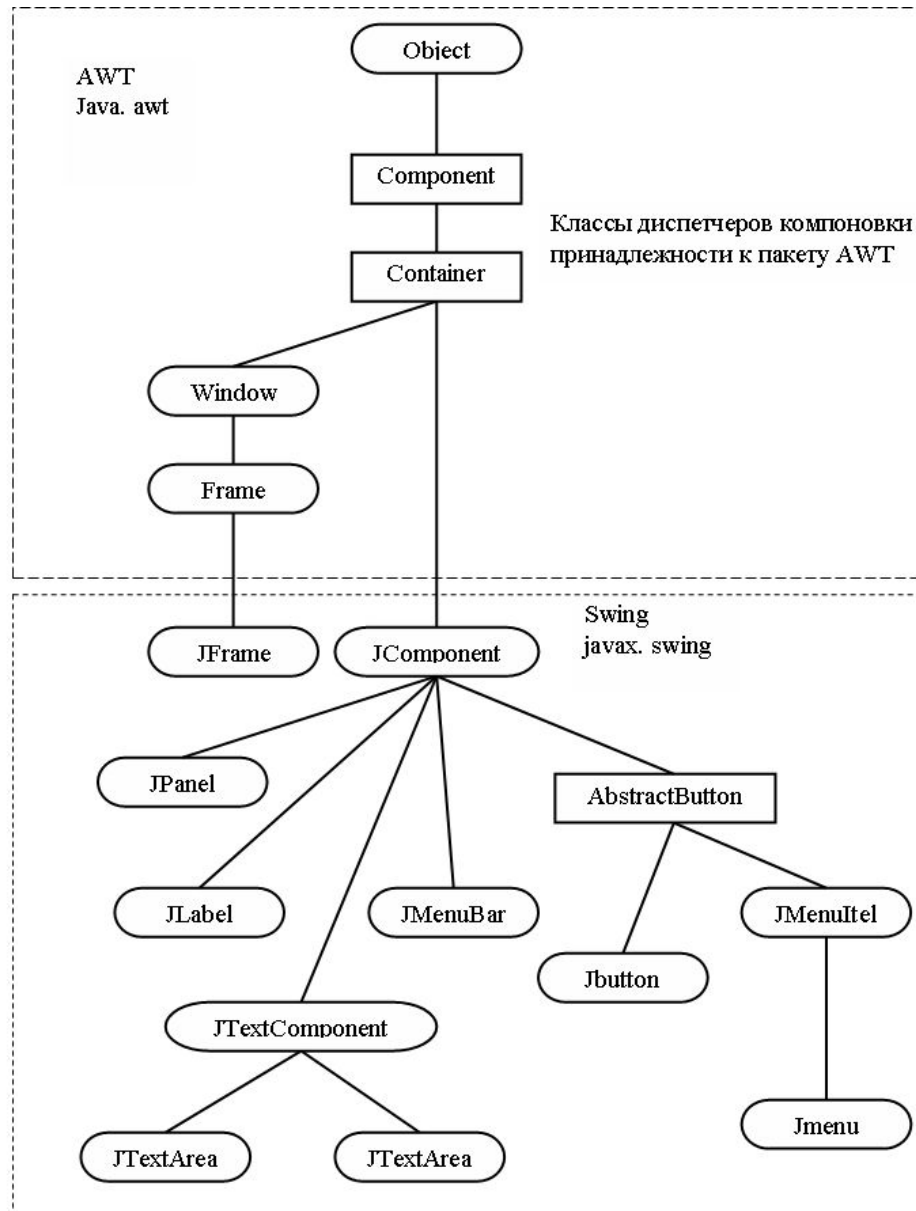 Object
AWT
Java. awt
Component
Классы диспетчеров компоновки
принадлежности к пакету AWT
Container
Window
Frame
Swing
javax. swing
JFrame
JComponent
JPanel
AbstractButton
JLabel
JMenuBar
JMenuItel
Jbutton
JTextComponent
Jmenu
JTextArea
JTextArea